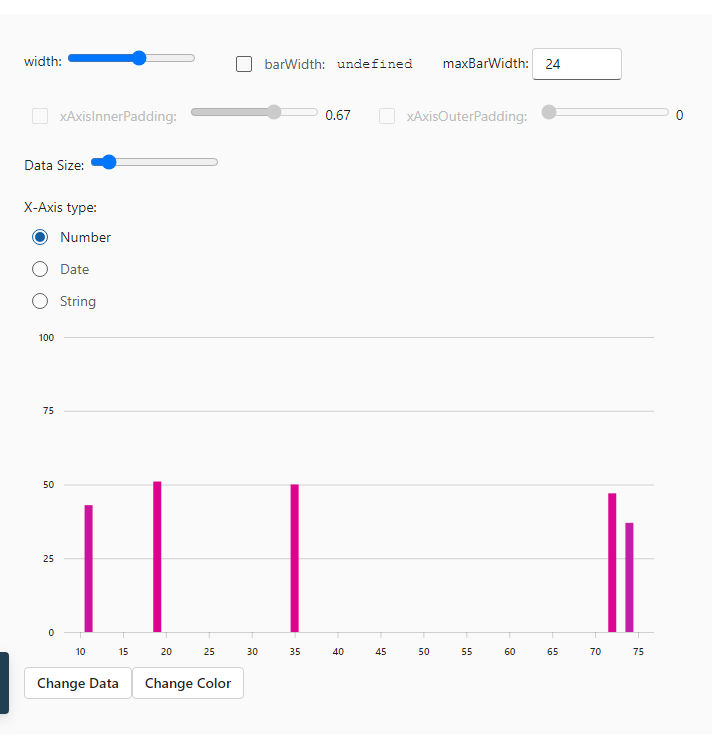 width: barWidth: undefined maxBarWidth: 24
xAxisInnerPadding: 0.67 xAxisOuterPadding: 0
Data Size:
X-Axis type:
Number
Date
String
100
75
50
25
0
10 15 20 25 30 35 40 45 50 55 60 65 70 75
Change Data Change Color